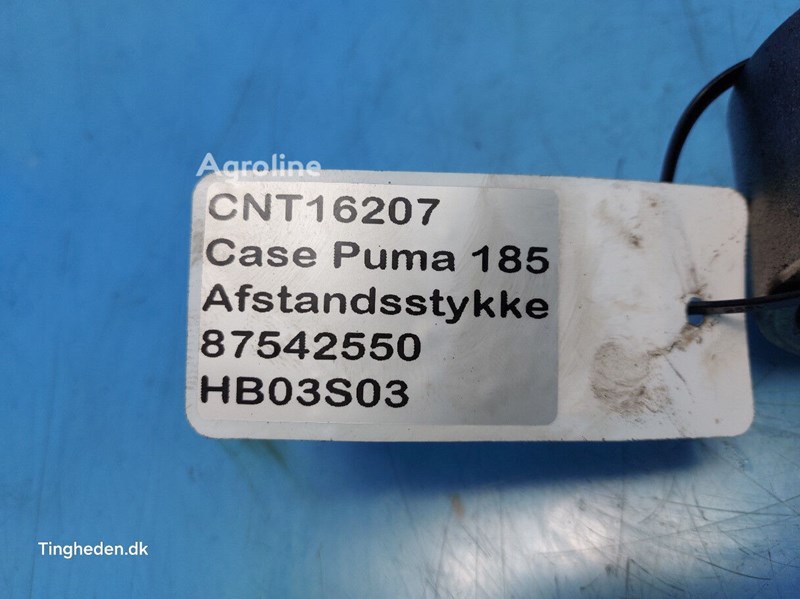 Agroline
CNT16207
Case Puma 185
Afstandsstykke
87542550
HB03S03
Tingheden.dk